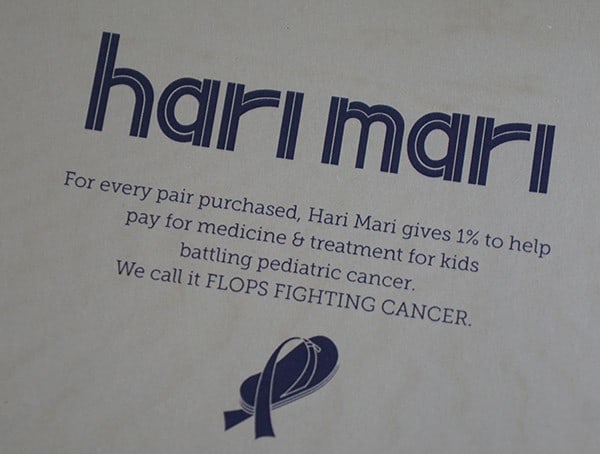 hari mari
For every pair purchased, Hari Mari gives 1% to help
pay for medicine & treatment for kids
battling pediatric cancer.
We call it FLOPS FIGHTING CANCER.